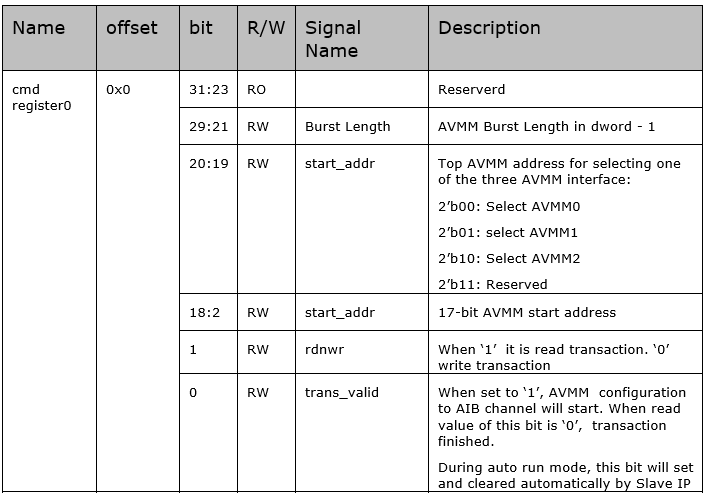 Name offset bit R/W Signal Description
Name
cmd 0x0 31:23 RO Reserverd
register0
29:21 RW Burst Length AVMM Burst Length in dword - 1
20:19 RW start_addr Top AVMM address for selecting one
of the three AVMM interface:
2’b00: Select AVMM0
2’b01: select AVMM1
2’b10: Select AVMM2
2’b11: Reserved
18:2 RW start_addr 17-bit AVMM start address
1 RW rdnwr When ‘1’ it is read transaction. ‘0’
write transaction
0 RW trans_valid When set to ‘1’, AVMM configuration
to AIB channel will start. When read
value of this bit is ‘0’, transaction
finished.
During auto run mode, this bit will set
and cleared automatically by Slave IP